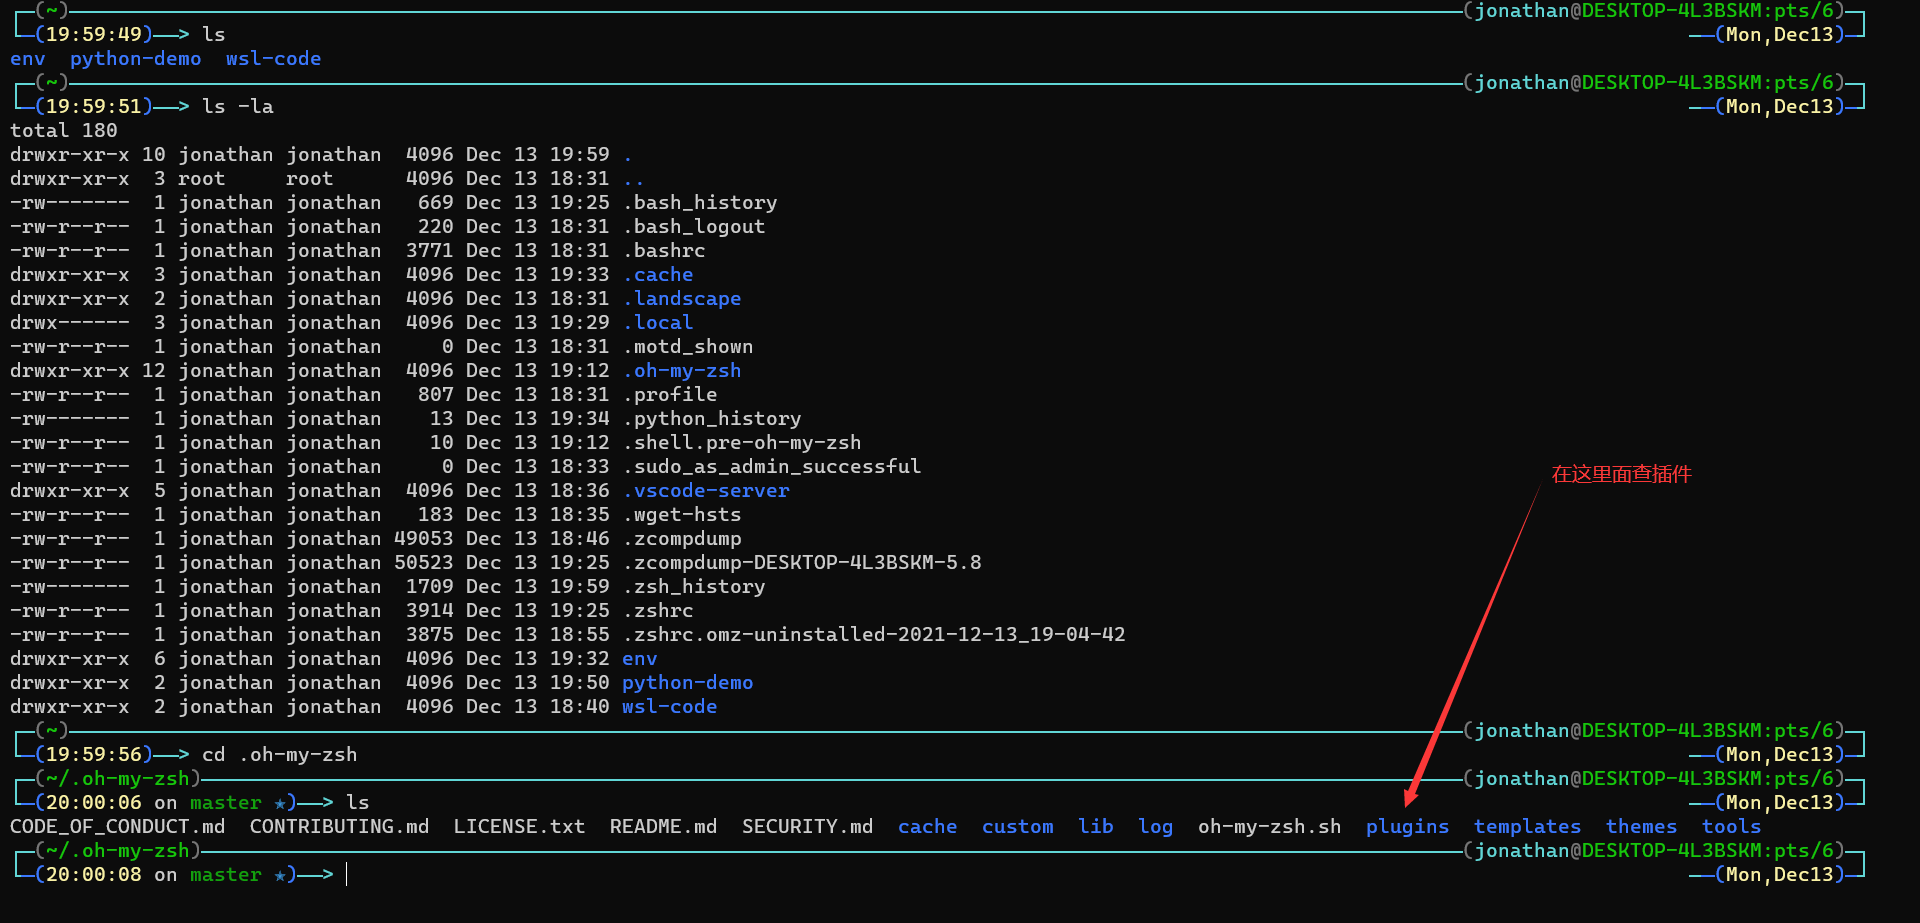 (~) (jonathan@DESKTOP-4L3BSKM:pts/6)
(19:59:49)──> ls (Mon,Dec13)
env  python-demo  wsl-code
(~) (jonathan@DESKTOP-4L3BSKM:pts/6)
(19:59:51)──> ls -la (Mon,Dec13)
total 180
drwxr-xr-x 10 jonathan jonathan  4096 Dec 13 19:59 .
drwxr-xr-x  3 root     root      4096 Dec 13 18:31 ..
-rw-------  1 jonathan jonathan   669 Dec 13 19:25 .bash_history
-rw-r--r--  1 jonathan jonathan   220 Dec 13 18:31 .bash_logout
-rw-r--r--  1 jonathan jonathan  3771 Dec 13 18:31 .bashrc
drwxr-xr-x  3 jonathan jonathan  4096 Dec 13 19:33 .cache
drwxr-xr-x  2 jonathan jonathan  4096 Dec 13 18:31 .landscape
drwx------  3 jonathan jonathan  4096 Dec 13 19:29 .local
-rw-r--r--  1 jonathan jonathan     0 Dec 13 18:31 .motd_shown
drwxr-xr-x 12 jonathan jonathan  4096 Dec 13 19:12 .oh-my-zsh
-rw-r--r--  1 jonathan jonathan   807 Dec 13 18:31 .profile
-rw-------  1 jonathan jonathan    13 Dec 13 19:34 .python_history
-rw-r--r--  1 jonathan jonathan    10 Dec 13 19:12 .shell.pre-oh-my-zsh
-rw-r--r--  1 jonathan jonathan     0 Dec 13 18:33 .sudo_as_admin_successful
在这里面查插件
drwxr-xr-x  5 jonathan jonathan  4096 Dec 13 18:36 .vscode-server
-rw-r--r--  1 jonathan jonathan   183 Dec 13 18:35 .wget-hsts
-rw-r--r--  1 jonathan jonathan 49053 Dec 13 18:46 .zcompdump
-rw-r--r--  1 jonathan jonathan 50523 Dec 13 19:25 .zcompdump-DESKTOP-4L3BSKM-5.8
-rw-------  1 jonathan jonathan  1709 Dec 13 19:59 .zsh_history
-rw-r--r--  1 jonathan jonathan  3914 Dec 13 19:25 .zshrc
-rw-r--r--  1 jonathan jonathan  3875 Dec 13 18:55 .zshrc.omz-uninstalled-2021-12-13_19-04-42
drwxr-xr-x  6 jonathan jonathan  4096 Dec 13 19:32 env
drwxr-xr-x  2 jonathan jonathan  4096 Dec 13 19:50 python-demo
drwxr-xr-x  2 jonathan jonathan  4096 Dec 13 18:40 wsl-code
(~) (jonathan@DESKTOP-4L3BSKM:pts/6)
(19:59:56)──> cd .oh-my-zsh (Mon,Dec13)
(~/.oh-my-zsh) (jonathan@DESKTOP-4L3BSKM:pts/6)
(20:00:06 on master ★)──> ls (Mon,Dec13)
CODE_OF_CONDUCT.md  CONTRIBUTING.md  LICENSE.txt  README.md  SECURITY.md  cache  custom  lib  log  oh-my-zsh.sh  plugins  templates  themes  tools
(~/.oh-my-zsh) (jonathan@DESKTOP-4L3BSKM:pts/6)
(20:00:08 on master ★)──> (Mon,Dec13)